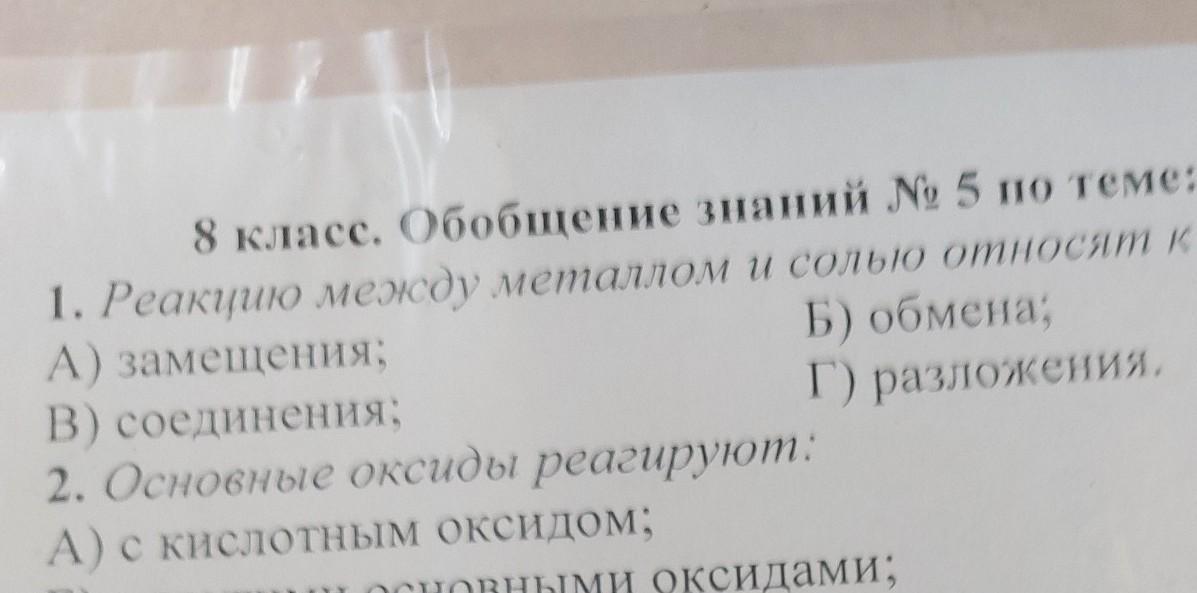 8 класс. Обобщение знаний № 5 по теме:
1. Реакцию между металлом и солью относят к
А) замещения; Б) обмена;
В) соединения; Г) разложения.
2. Основные оксиды реагируют:
А) с кислотным оксидом;
основными оксидами;